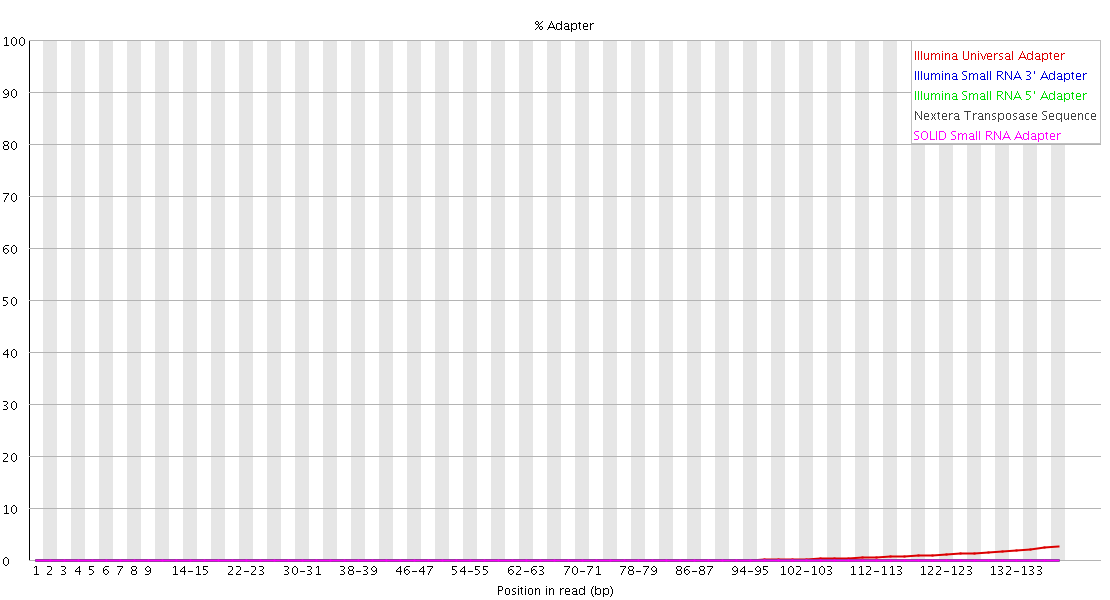 % Adapter
100
90
80
70
60
50
40
30
20
10
0
Illumina Universal Adapter
Illumina Small RNA 3' Adapter
Illumina Small RNA 5' Adapter
Nextera Transposase Sequence
SOLID Small RNA Adapter
1 2 3 4 5 6 7 8 9 14-15 22-23 30-31 38-39 46-47 54-55 62-63 70-71 78-79 86-87 94-95 102-103 112-113 122-123 132-133
Position in read (bp)